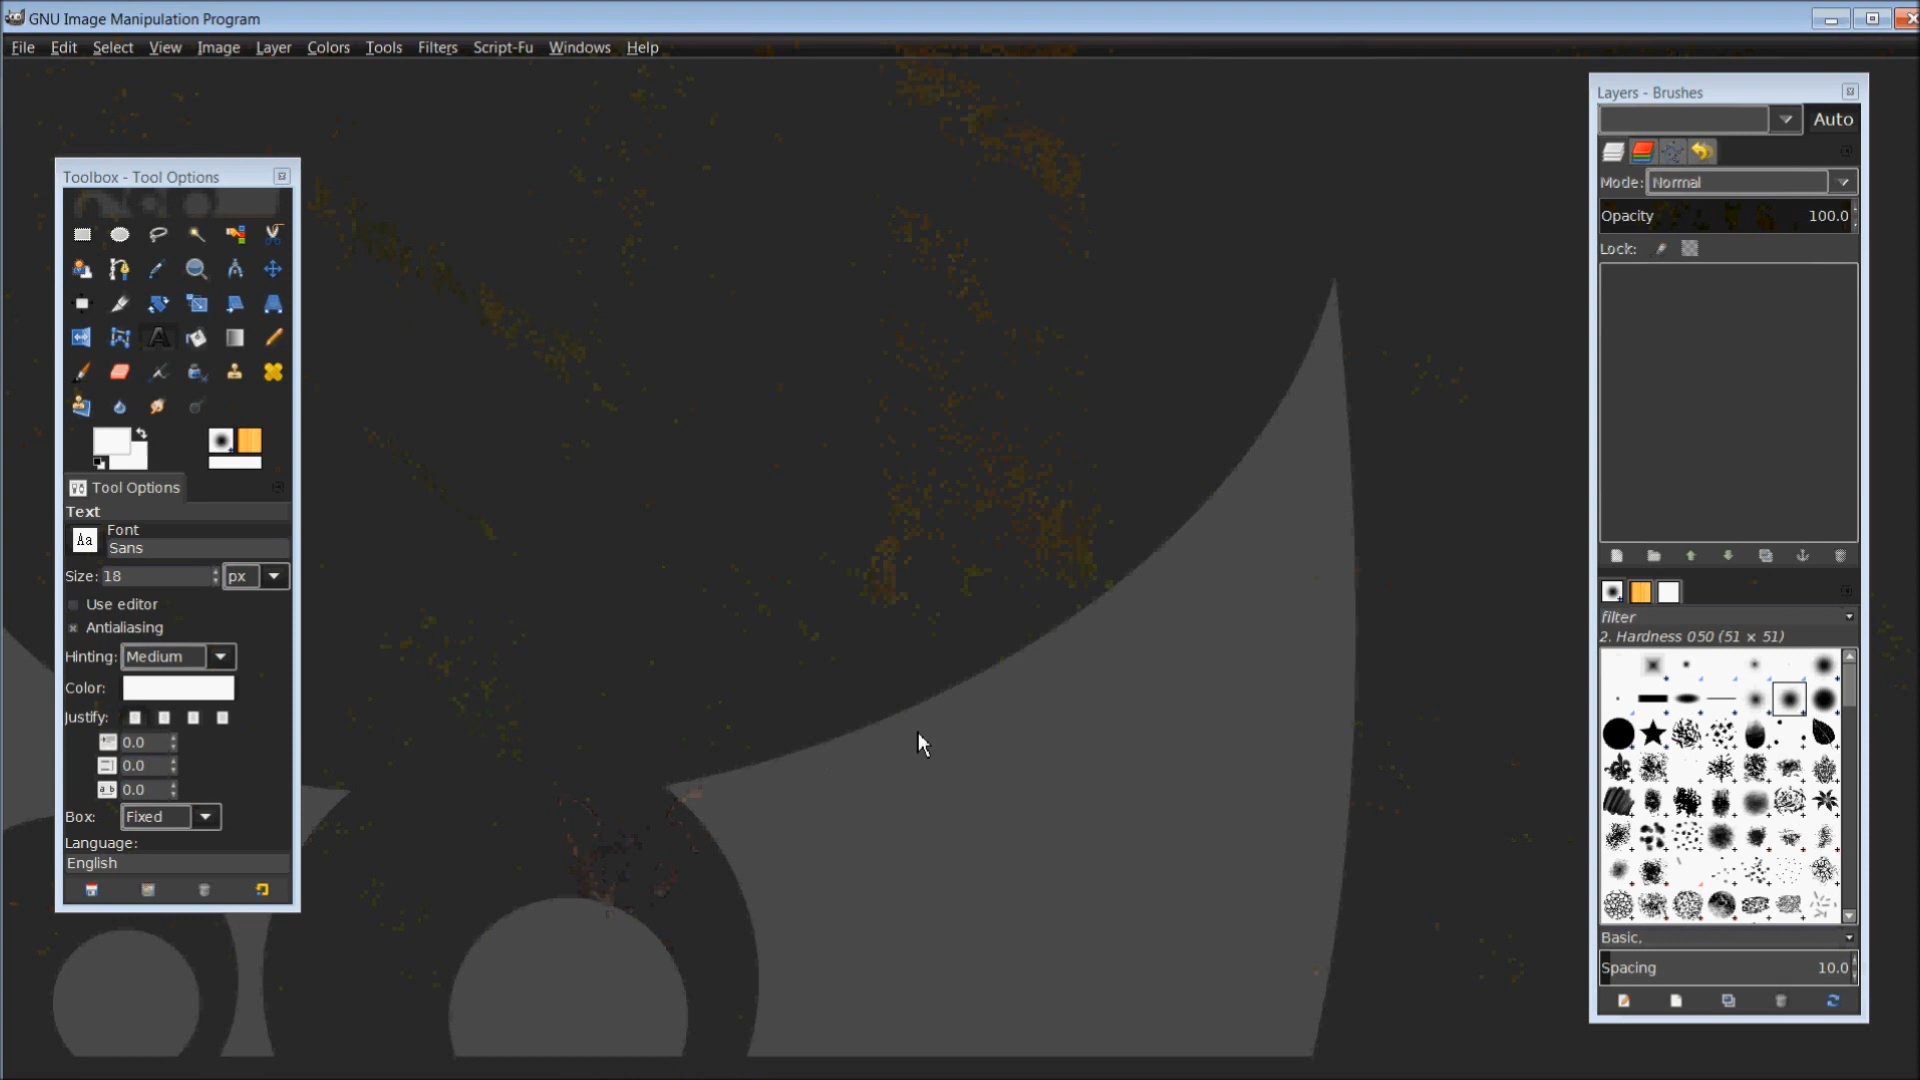 GNU Image Manipulation Program
File Edit Select View Image Layer Colors Tools Filters Script-Fu Windows Help
Toolbox - Tool Options
Tool Options
Text
Aa
Font
Sans
Size: 18 px
Use editor
Antialiasing
Hinting: Medium
Color:
Justify:
0.0
0.0
a b 0.0
Box: Fixed
Language:
English
Layers - Brushes
Auto
Mode: Normal
Opacity 100.0
Lock:
filter
2. Hardness 050 (51 × 51)
Basic,
Spacing 10.0